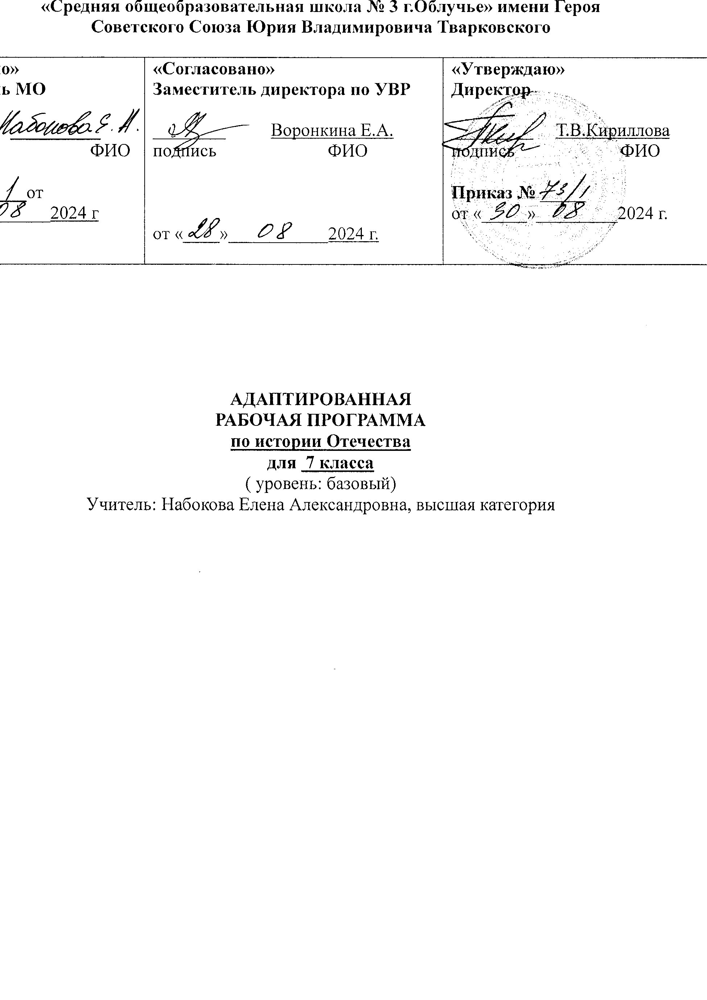 «Средняя общеобразовательная школа № 3 г.Облучье» имени Героя
Советского Союза Юрия Владимировича Тварковского
о»
ь МО
Набокова Е.А.
ФИО
1 от
08 2024 г
«Согласовано»
Заместитель директора по УВР
Воронкина Е.А.
подпись ФИО
от «28» 08 2024 г.
«Утверждаю»
Директор
Т.В.Кириллова
подпись ФИО
Приказ № 73/1
от «30» 08 2024 г.
АДАПТИРОВАННАЯ
РАБОЧАЯ ПРОГРАММА
по истории Отечества
для 7 класса
( уровень: базовый)
Учитель: Набокова Елена Александровна, высшая категория